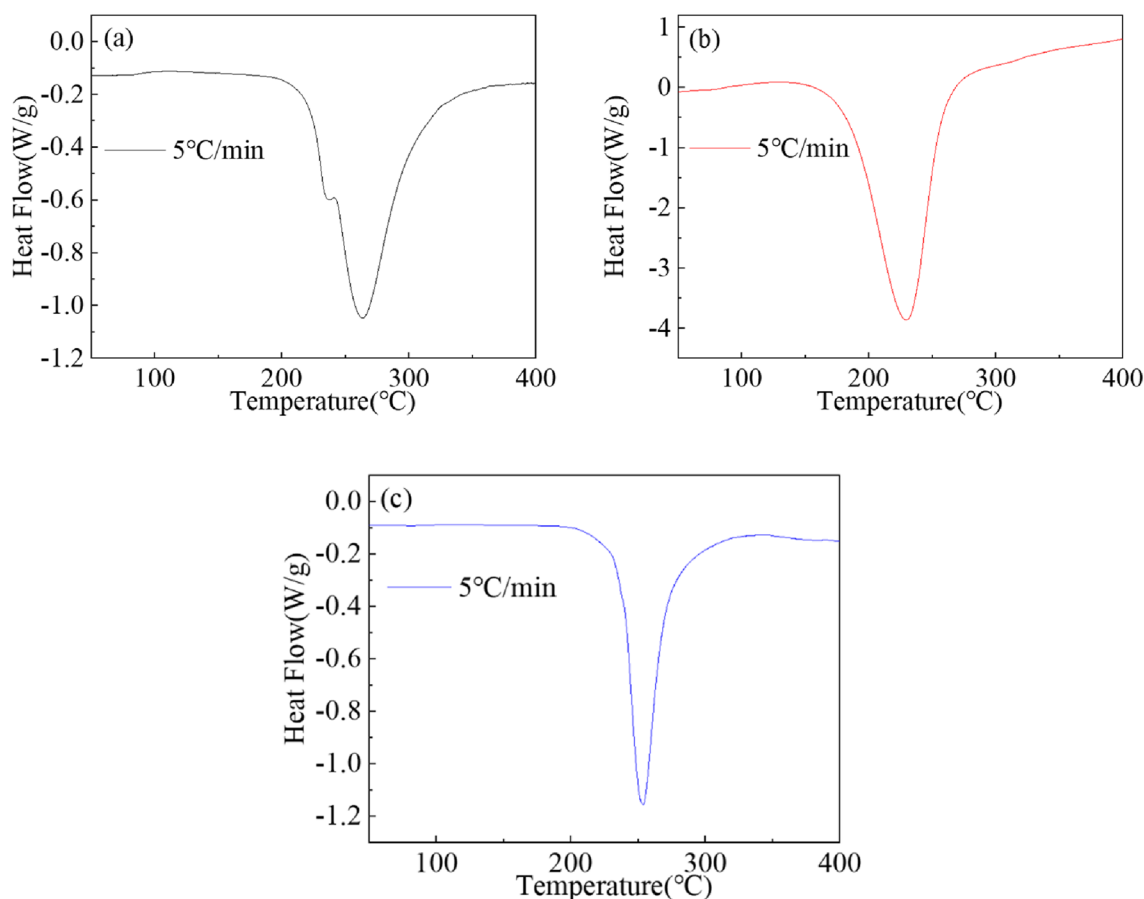 (a)
0.0
-0.2
-0.4
-0.6
-0.8
-1.0
-1.2
Heat Flow(W/g)
5℃/min
100
200
300
400
Temperature(℃)
(b)
1
0
-1
-2
-3
-4
Heat Flow(W/g)
5℃/min
100
200
300
400
Temperature(℃)
(c)
0.0
-0.2
-0.4
-0.6
-0.8
-1.0
-1.2
Heat Flow(W/g)
5℃/min
100
200
300
400
Temperature(℃)